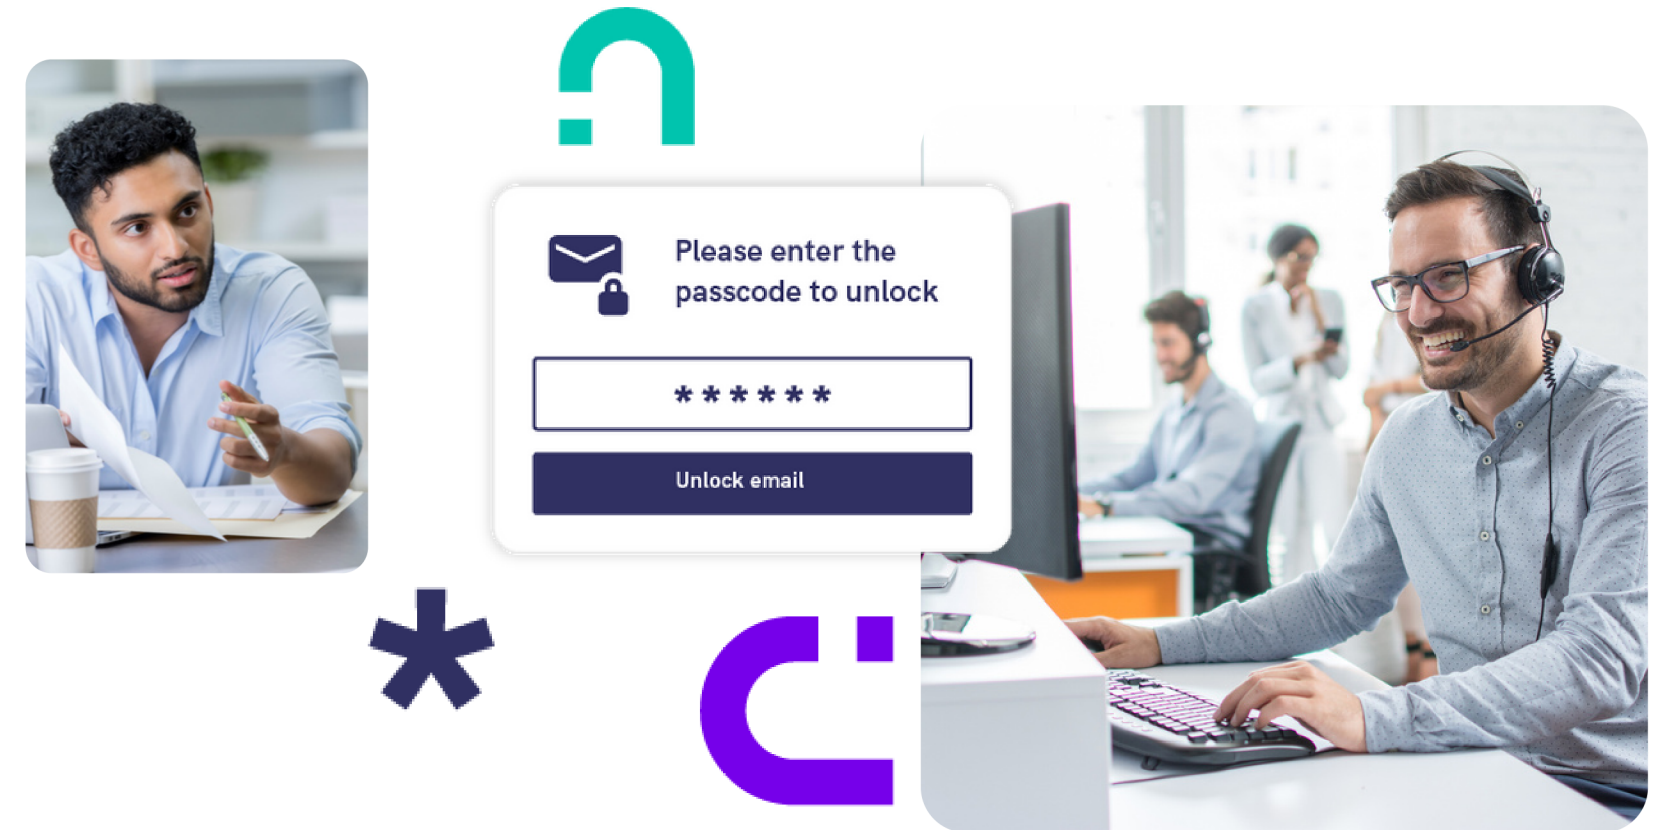 Please enter the
passcode to unlock
******
Unlock email